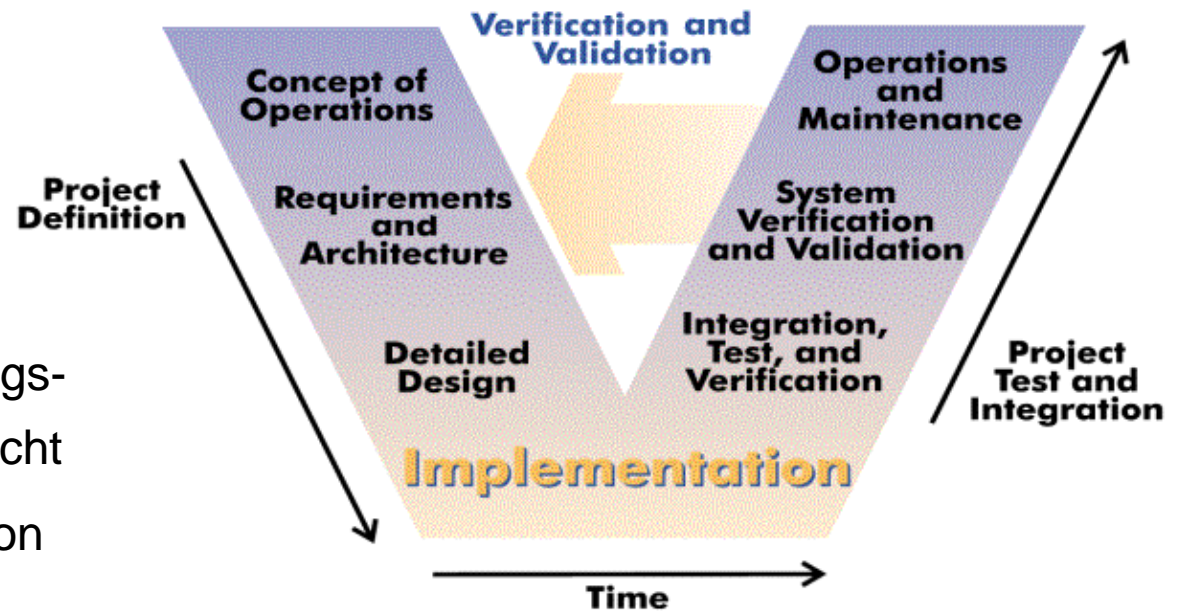 Verification and
Validation
Concept of
Operations
Operations
and
Maintenance
Project
Definition
Requirements
and
Architecture
System
Verification
and Validation
Detailed
Design
Integration,
Test, and
Verification
Project
Test and
Integration
Implementation
Time
gs-
cht
on